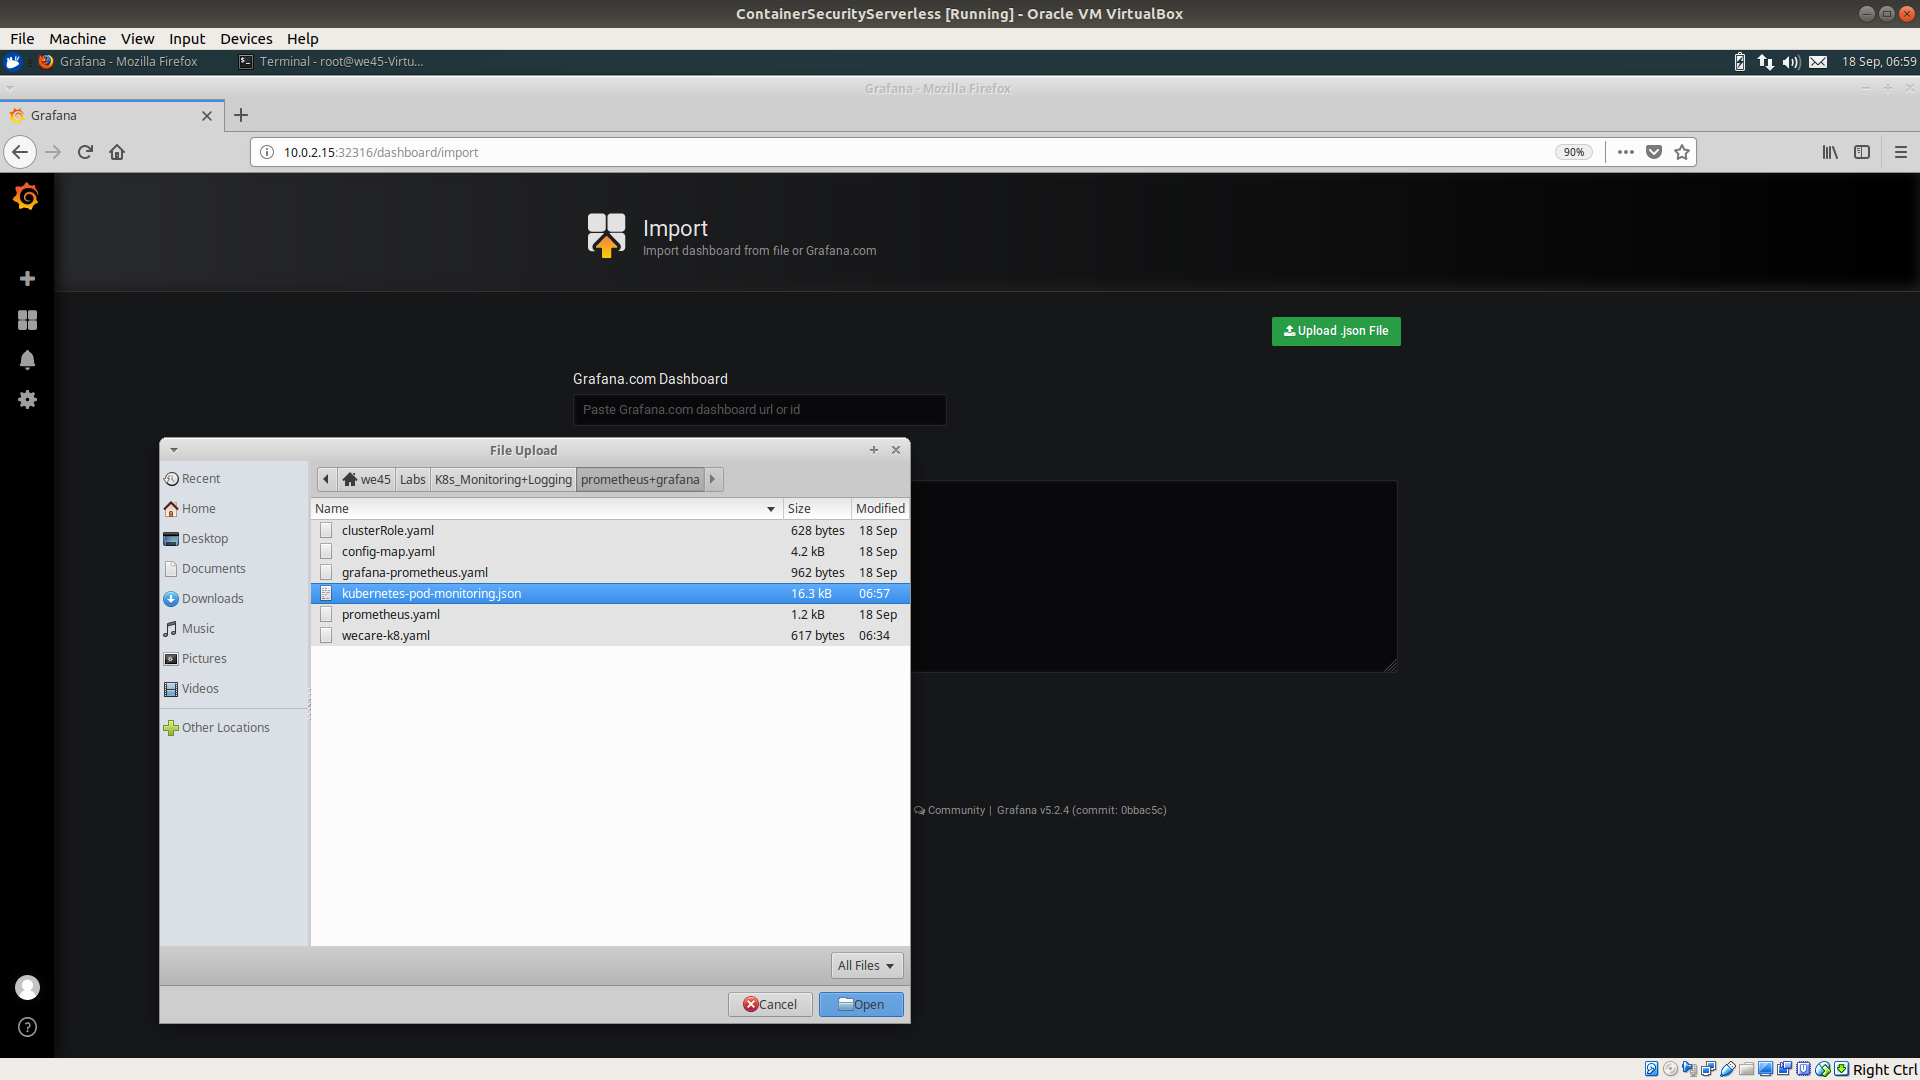 ContainerSecurityServerless [Running] - Oracle VM VirtualBox
File Machine View Input Devices Help
Grafana - Mozilla Firefox Terminal - root@we45-Virtu... 18 Sep, 06:59
Grafana - Mozilla Firefox
Grafana
10.0.2.15:32316/dashboard/import 90%
Import
Import dashboard from file or Grafana.com
Upload .json File
Grafana.com Dashboard
Paste Grafana.com dashboard url or id
File Upload
Recent
Home
Desktop
Documents
Downloads
Music
Pictures
Videos
Other Locations
we45 Labs K8s_Monitoring+Logging prometheus+grafana
Name Size Modified
clusterRole.yaml 628 bytes 18 Sep
config-map.yaml 4.2 kB 18 Sep
grafana-prometheus.yaml 962 bytes 18 Sep
kubernetes-pod-monitoring.json 16.3 kB 06:57
prometheus.yaml 1.2 kB 18 Sep
wecare-k8.yaml 617 bytes 06:34
All Files
Cancel Open
Community | Grafana v5.2.4 (commit: 0bbac5c)
Right Ctrl